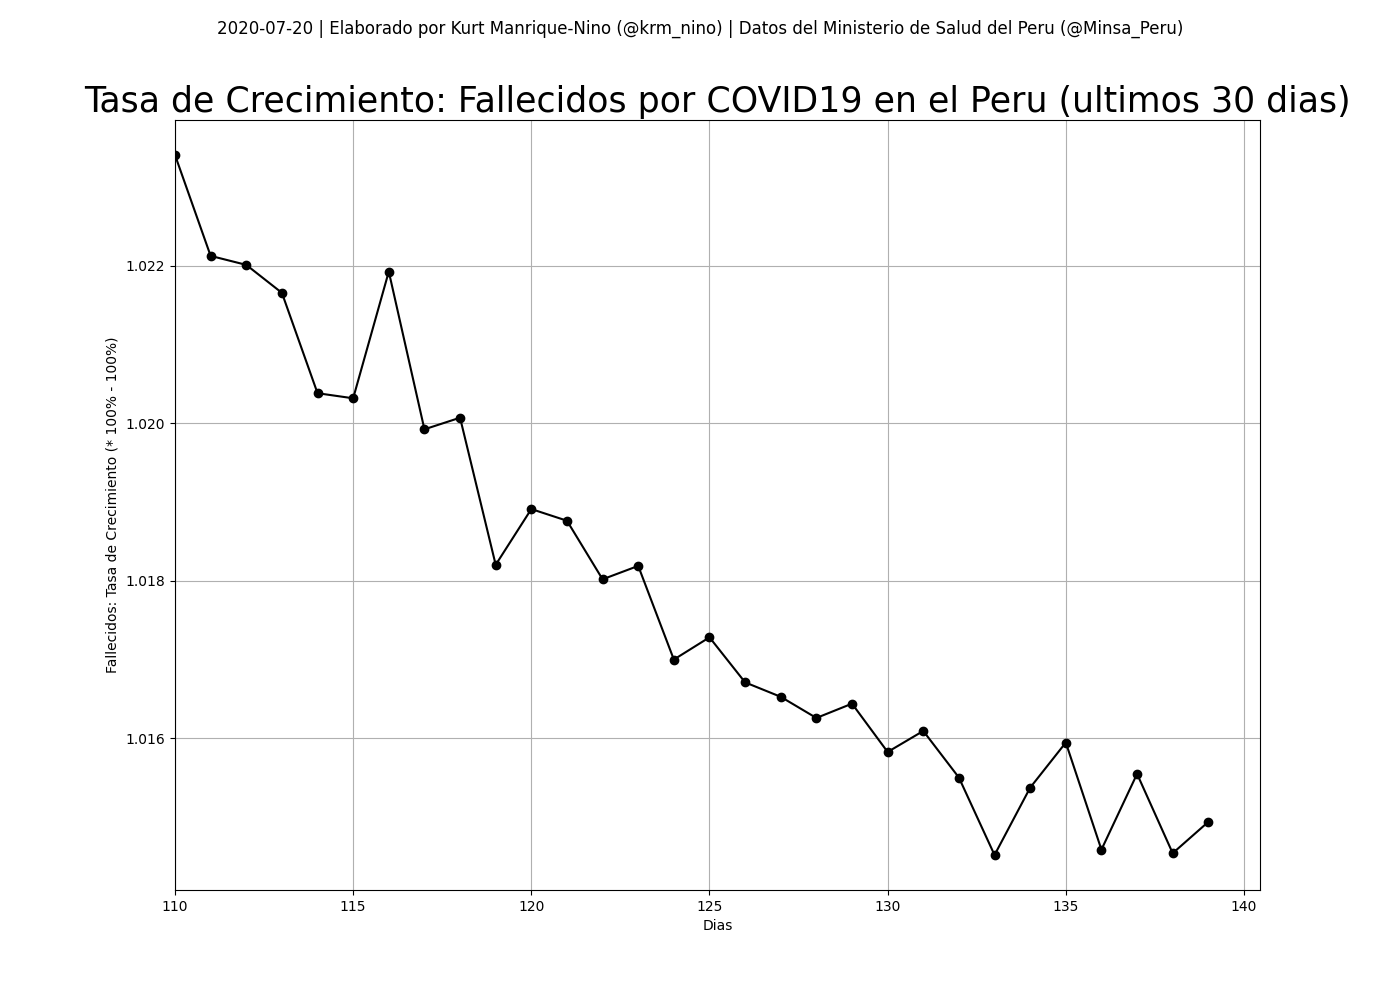 2020-07-20 | Elaborado por Kurt Manrique-Nino (@krm_nino) | Datos del Ministerio de Salud del Peru (@Minsa_Peru)
Tasa de Crecimiento: Fallecidos por COVID19 en el Peru (ultimos 30 dias)
Fallecidos: Tasa de Crecimiento (* 100% - 100%)
1.022
1.020
1.018
1.016
110 115 120 125 130 135 140
Dias